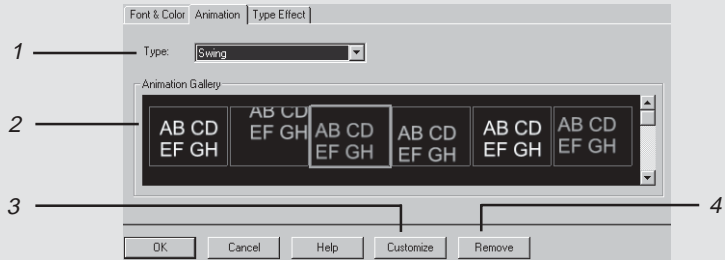 Font & Color Animation Type Effect
1 Type: Swing
Animation Gallery
2
AB CD AB CD AB CD AB CD AB CD AB CD
EF GH EF GH EF GH EF GH EF GH EF GH
3 4
OK Cancel Help Customize Remove